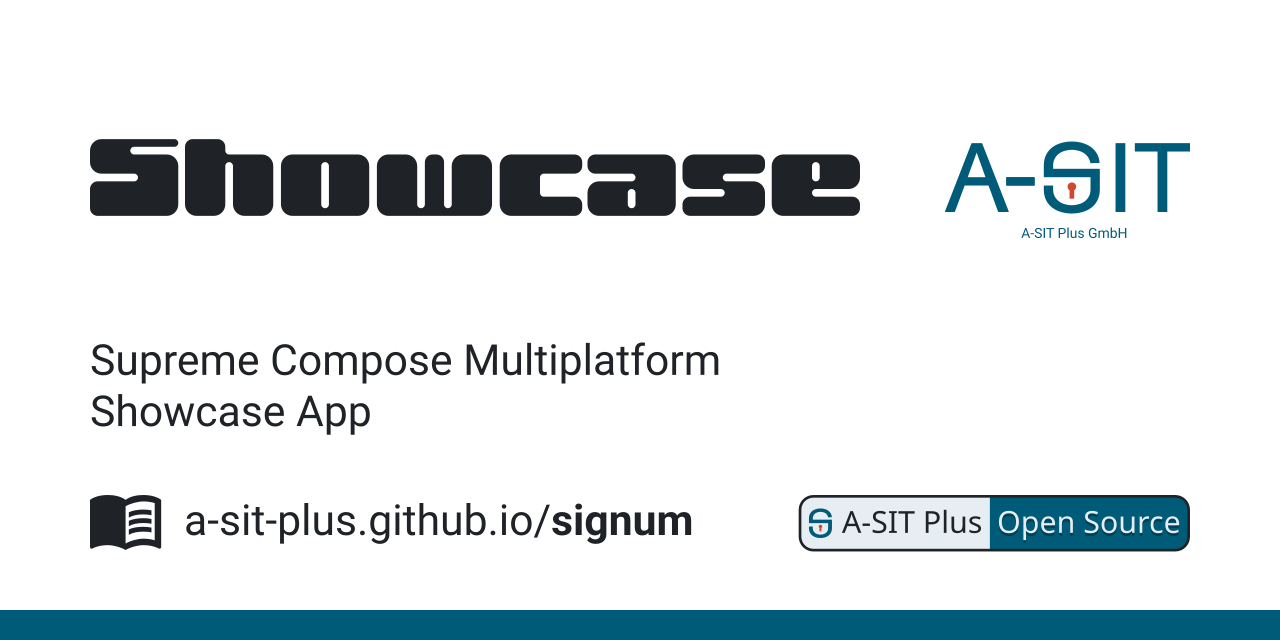 Showcase
A-SIT
A-SIT Plus GmbH
Supreme Compose Multiplatform
Showcase App
a-sit-plus.github.io/signum
A-SIT Plus Open Source